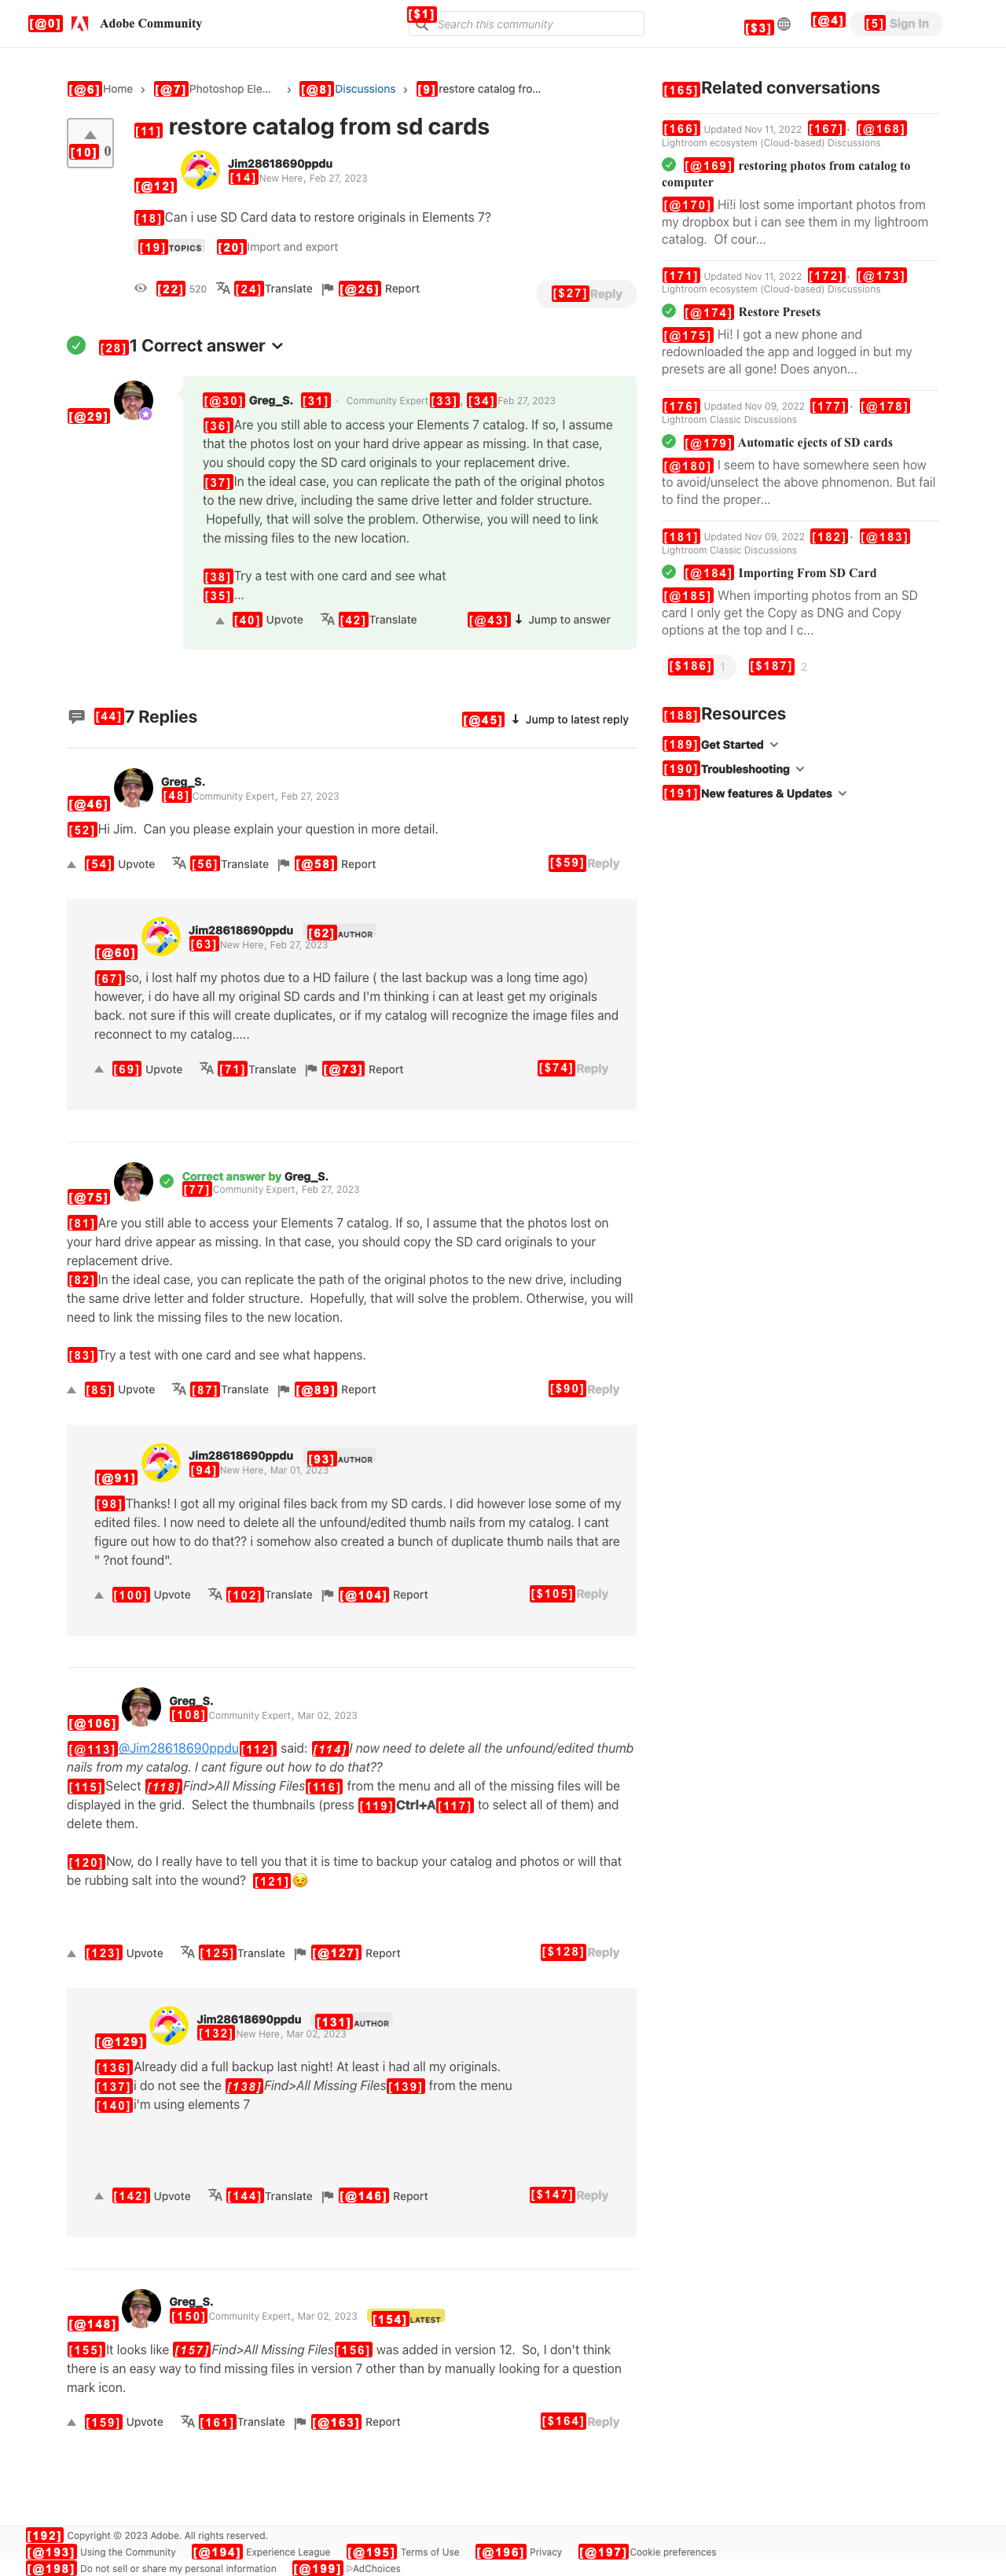 [@0] Adobe Community [$1] Search this community [$3] [@4] [5] Sign In
[@6]Home › [@7]Photoshop Ele... › [@8]Discussions › [9]restore catalog fro...
[10] 0
[11] restore catalog from sd cards
[@12] Jim28618690ppdu
[14]New Here, Feb 27, 2023
[18]Can i use SD Card data to restore originals in Elements 7?
[19]TOPICS [20]Import and export
[22] 520 [24]Translate [@26] Report [$27]Reply
[28]1 Correct answer
[@29] [@30] Greg_S. [31] • Community Expert[33], [34]Feb 27, 2023
[36]Are you still able to access your Elements 7 catalog. If so, I assume
that the photos lost on your hard drive appear as missing. In that case,
you should copy the SD card originals to your replacement drive.
[37]In the ideal case, you can replicate the path of the original photos
to the new drive, including the same drive letter and folder structure.
Hopefully, that will solve the problem. Otherwise, you will need to link
the missing files to the new location.
[38]Try a test with one card and see what
[35]...
[40] Upvote [42]Translate [@43] Jump to answer
[44]7 Replies [@45] Jump to latest reply
[@46] Greg_S.
[48]Community Expert, Feb 27, 2023
[52]Hi Jim.  Can you please explain your question in more detail.
[54] Upvote [56]Translate [@58] Report [$59]Reply
[@60] Jim28618690ppdu [62]AUTHOR
[63]New Here, Feb 27, 2023
[67]so, i lost half my photos due to a HD failure ( the last backup was a long time ago)
however, i do have all my original SD cards and I'm thinking i can at least get my originals
back. not sure if this will create duplicates, or if my catalog will recognize the image files and
reconnect to my catalog.....
[69] Upvote [71]Translate [@73] Report [$74]Reply
[@75] Correct answer by Greg_S.
[77]Community Expert, Feb 27, 2023
[81]Are you still able to access your Elements 7 catalog. If so, I assume that the photos lost on
your hard drive appear as missing. In that case, you should copy the SD card originals to your
replacement drive.
[82]In the ideal case, you can replicate the path of the original photos to the new drive, including
the same drive letter and folder structure.  Hopefully, that will solve the problem. Otherwise, you will
need to link the missing files to the new location.
[83]Try a test with one card and see what happens.
[85] Upvote [87]Translate [@89] Report [$90]Reply
[@91] Jim28618690ppdu [93]AUTHOR
[94]New Here, Mar 01, 2023
[98]Thanks! I got all my original files back from my SD cards. I did however lose some of my
edited files. I now need to delete all the unfound/edited thumb nails from my catalog. I cant
figure out how to do that?? i somehow also created a bunch of duplicate thumb nails that are
" ?not found".
[100] Upvote [102]Translate [@104] Report [$105]Reply
[@106] Greg_S.
[108]Community Expert, Mar 02, 2023
[@113]@Jim28618690ppdu[112] said: [114]I now need to delete all the unfound/edited thumb
nails from my catalog. I cant figure out how to do that??
[115]Select [118]Find>All Missing Files[116] from the menu and all of the missing files will be
displayed in the grid.  Select the thumbnails (press [119]Ctrl+A[117] to select all of them) and
delete them.
[120]Now, do I really have to tell you that it is time to backup your catalog and photos or will that
be rubbing salt into the wound?  [121]😉
[123] Upvote [125]Translate [@127] Report [$128]Reply
[@129] Jim28618690ppdu [131]AUTHOR
[132]New Here, Mar 02, 2023
[136]Already did a full backup last night! At least i had all my originals.
[137]i do not see the [138]Find>All Missing Files[139] from the menu
[140]i'm using elements 7
[142] Upvote [144]Translate [@146] Report [$147]Reply
[@148] Greg_S.
[150]Community Expert, Mar 02, 2023 [154]LATEST
[155]It looks like [157]Find>All Missing Files[156] was added in version 12.  So, I don't think
there is an easy way to find missing files in version 7 other than by manually looking for a question
mark icon.
[159] Upvote [161]Translate [@163] Report [$164]Reply
[165]Related conversations
[166] Updated Nov 11, 2022 [167]• [@168]
Lightroom ecosystem (Cloud-based) Discussions
[@169] restoring photos from catalog to
computer
[@170] Hi!i lost some important photos from
my dropbox but i can see them in my lightroom
catalog.  Of cour...
[171] Updated Nov 11, 2022 [172]• [@173]
Lightroom ecosystem (Cloud-based) Discussions
[@174] Restore Presets
[@175] Hi! I got a new phone and
redownloaded the app and logged in but my
presets are all gone! Does anyon...
[176] Updated Nov 09, 2022 [177]• [@178]
Lightroom Classic Discussions
[@179] Automatic ejects of SD cards
[@180] I seem to have somewhere seen how
to avoid/unselect the above phnomenon. But fail
to find the proper...
[181] Updated Nov 09, 2022 [182]• [@183]
Lightroom Classic Discussions
[@184] Importing From SD Card
[@185] When importing photos from an SD
card I only get the Copy as DNG and Copy
options at the top and I c...
[$186] 1 [$187] 2
[188]Resources
[189]Get Started
[190]Troubleshooting
[191]New features & Updates
[192] Copyright © 2023 Adobe. All rights reserved.
[@193] Using the Community [@194] Experience League [@195] Terms of Use [@196] Privacy [@197]Cookie preferences
[@198] Do not sell or share my personal information [@199] AdChoices